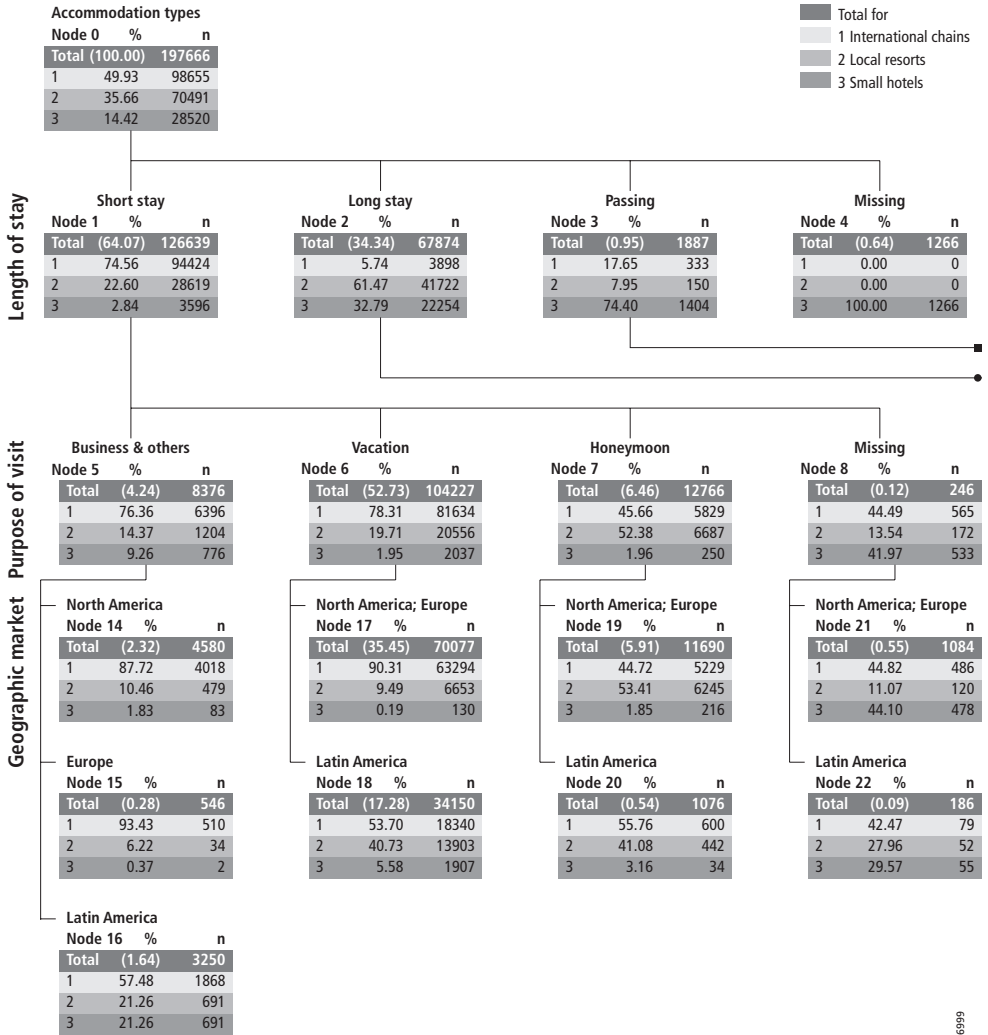 Accommodation types
Node 0 % n
Total (100.00) 197666
1 49.93 98655
2 35.66 70491
3 14.42 28520
Total for
1 International chains
2 Local resorts
3 Small hotels
Length of stay
Short stay
Node 1 % n
Total (64.07) 126639
1 74.56 94424
2 22.60 28619
3 2.84 3596
Long stay
Node 2 % n
Total (34.34) 67874
1 5.74 3898
2 61.47 41722
3 32.79 22254
Passing
Node 3 % n
Total (0.95) 1887
1 17.65 333
2 7.95 150
3 74.40 1404
Missing
Node 4 % n
Total (0.64) 1266
1 0.00 0
2 0.00 0
3 100.00 1266
Purpose of visit
Business & others
Node 5 % n
Total (4.24) 8376
1 76.36 6396
2 14.37 1204
3 9.26 776
Vacation
Node 6 % n
Total (52.73) 104227
1 78.31 81634
2 19.71 20556
3 1.95 2037
Honeymoon
Node 7 % n
Total (6.46) 12766
1 45.66 5829
2 52.38 6687
3 1.96 250
Missing
Node 8 % n
Total (0.12) 246
1 44.49 565
2 13.54 172
3 41.97 533
Geographic market
North America
Node 14 % n
Total (2.32) 4580
1 87.72 4018
2 10.46 479
3 1.83 83
North America; Europe
Node 17 % n
Total (35.45) 70077
1 90.31 63294
2 9.49 6653
3 0.19 130
North America; Europe
Node 19 % n
Total (5.91) 11690
1 44.72 5229
2 53.41 6245
3 1.85 216
North America; Europe
Node 21 % n
Total (0.55) 1084
1 44.82 486
2 11.07 120
3 44.10 478
Europe
Node 15 % n
Total (0.28) 546
1 93.43 510
2 6.22 34
3 0.37 2
Latin America
Node 18 % n
Total (17.28) 34150
1 53.70 18340
2 40.73 13903
3 5.58 1907
Latin America
Node 20 % n
Total (0.54) 1076
1 55.76 600
2 41.08 442
3 3.16 34
Latin America
Node 22 % n
Total (0.09) 186
1 42.47 79
2 27.96 52
3 29.57 55
Latin America
Node 16 % n
Total (1.64) 3250
1 57.48 1868
2 21.26 691
3 21.26 691
6999